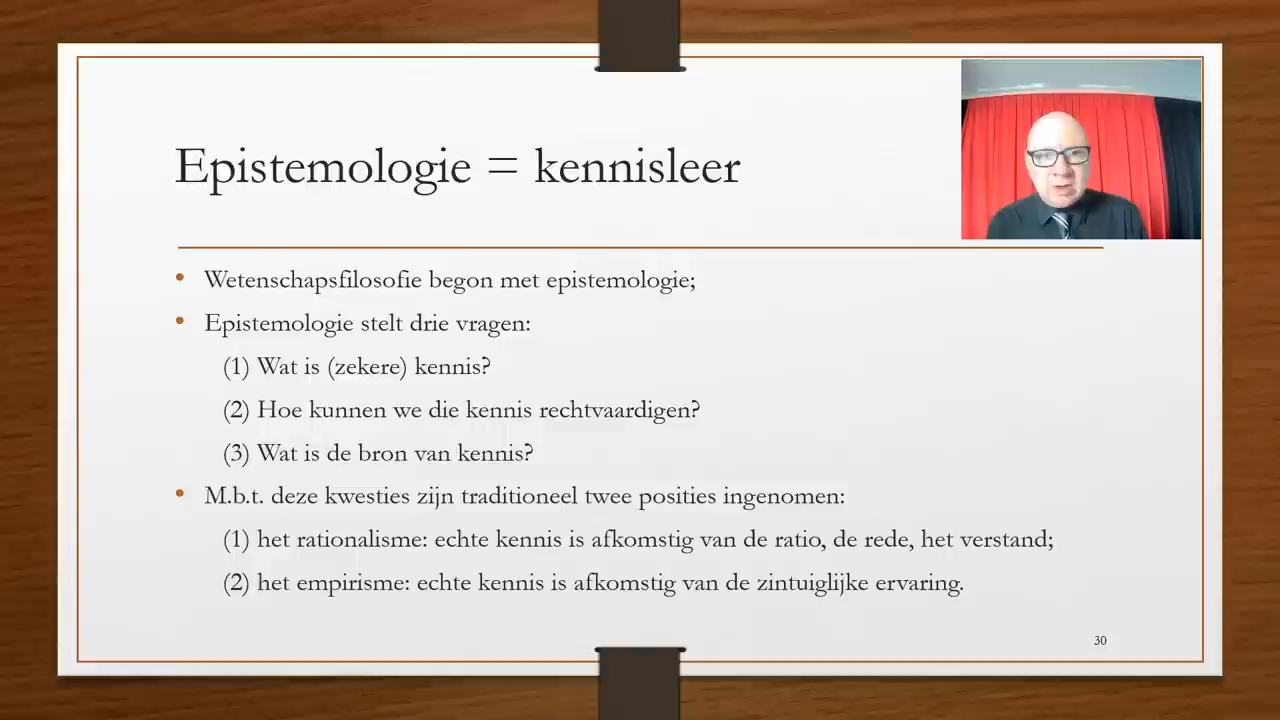 Epistemologie = kennisleer
• Wetenschapsfilosofie begon met epistemologie;
• Epistemologie stelt drie vragen:
(1) Wat is (zekere) kennis?
(2) Hoe kunnen we die kennis rechtvaardigen?
(3) Wat is de bron van kennis?
• M.b.t. deze kwesties zijn traditioneel twee posities ingenomen:
(1) het rationalisme: echte kennis is afkomstig van de ratio, de rede, het verstand;
(2) het empirisme: echte kennis is afkomstig van de zintuiglijke ervaring.
30